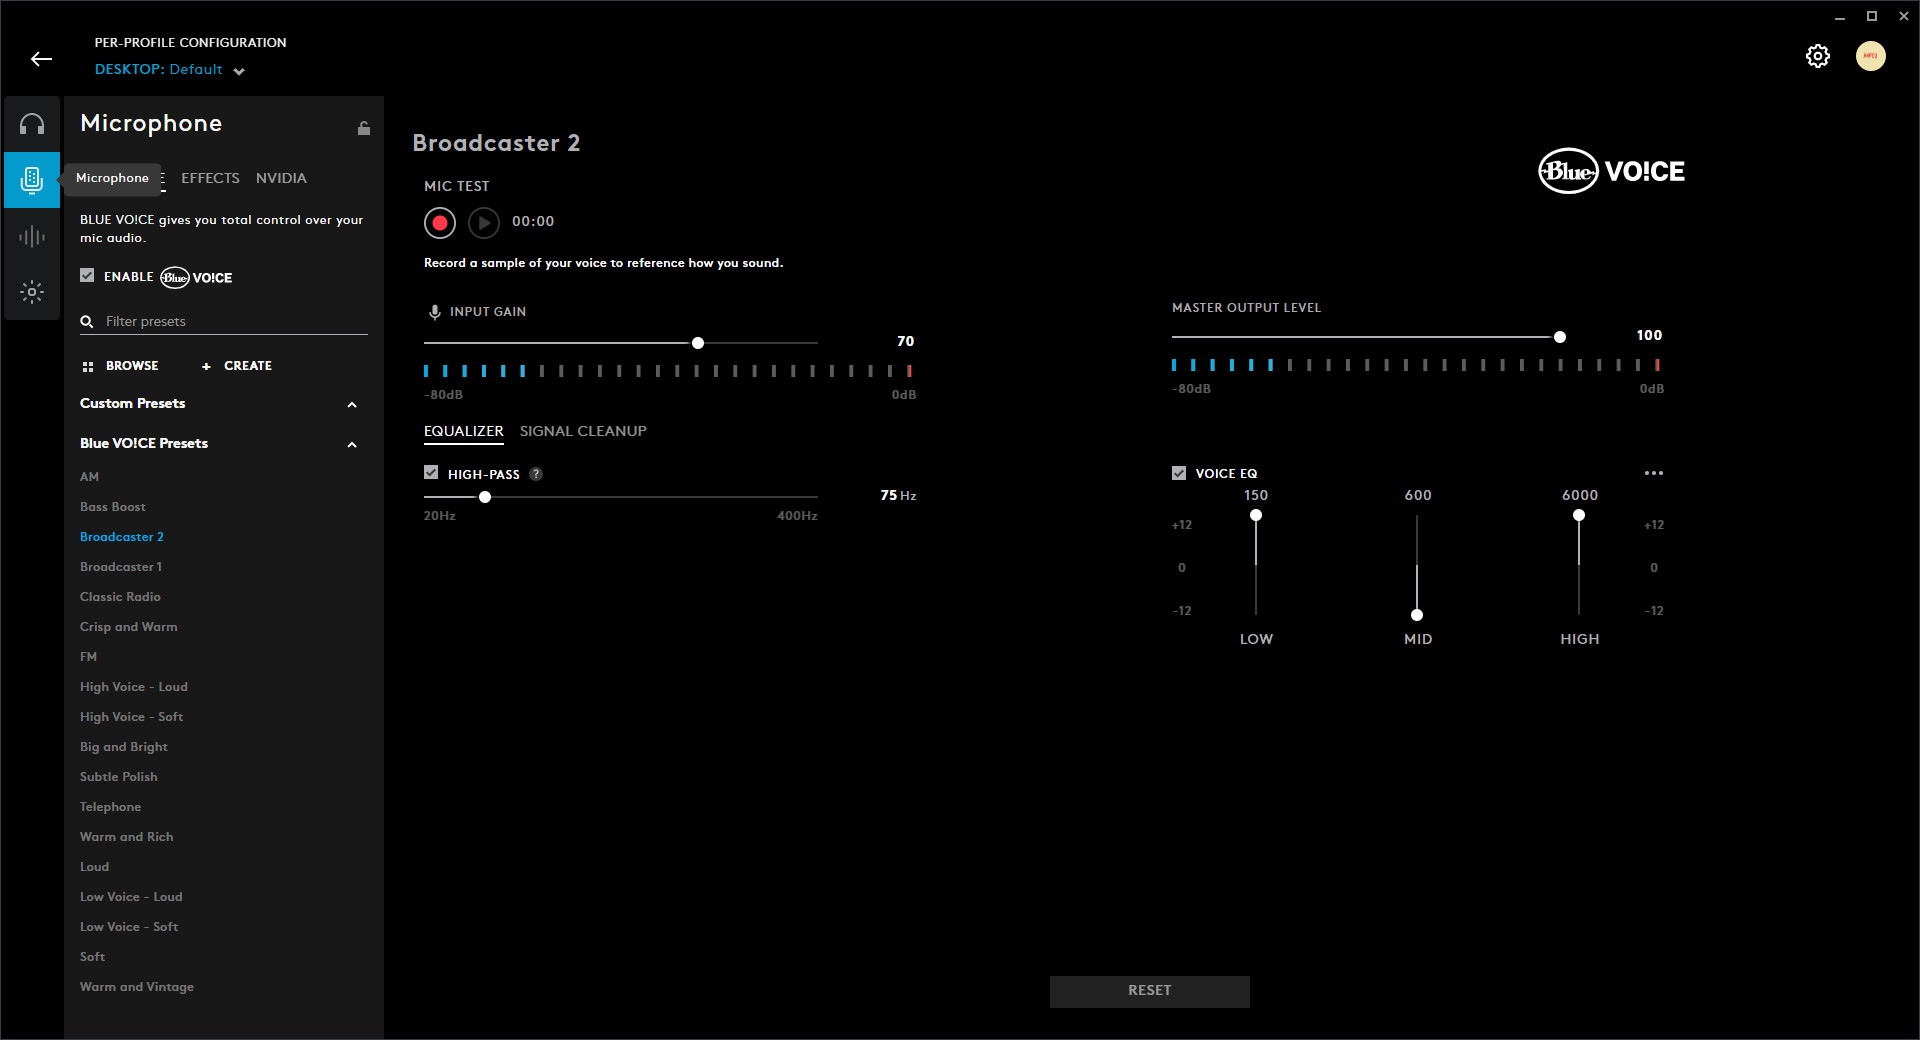 PER-PROFILE CONFIGURATION
DESKTOP: Default
Microphone
Microphone
E
EFFECTS
NVIDIA
BLUE VO!CE gives you total control over your
mic audio.
ENABLE Blue VO!CE
Filter presets
BROWSE
+ CREATE
Custom Presets
Blue VO!CE Presets
AM
Bass Boost
Broadcaster 2
Broadcaster 1
Classic Radio
Crisp and Warm
FM
High Voice - Loud
High Voice - Soft
Big and Bright
Subtle Polish
Telephone
Warm and Rich
Loud
Low Voice - Loud
Low Voice - Soft
Soft
Warm and Vintage
Broadcaster 2
Blue VO!CE
MIC TEST
00:00
Record a sample of your voice to reference how you sound.
INPUT GAIN
70
-80dB
0dB
MASTER OUTPUT LEVEL
100
-80dB
0dB
EQUALIZER
SIGNAL CLEANUP
HIGH-PASS ?
75 Hz
20Hz
400Hz
VOICE EQ
150
600
6000
+12
+12
0
0
-12
-12
LOW
MID
HIGH
RESET